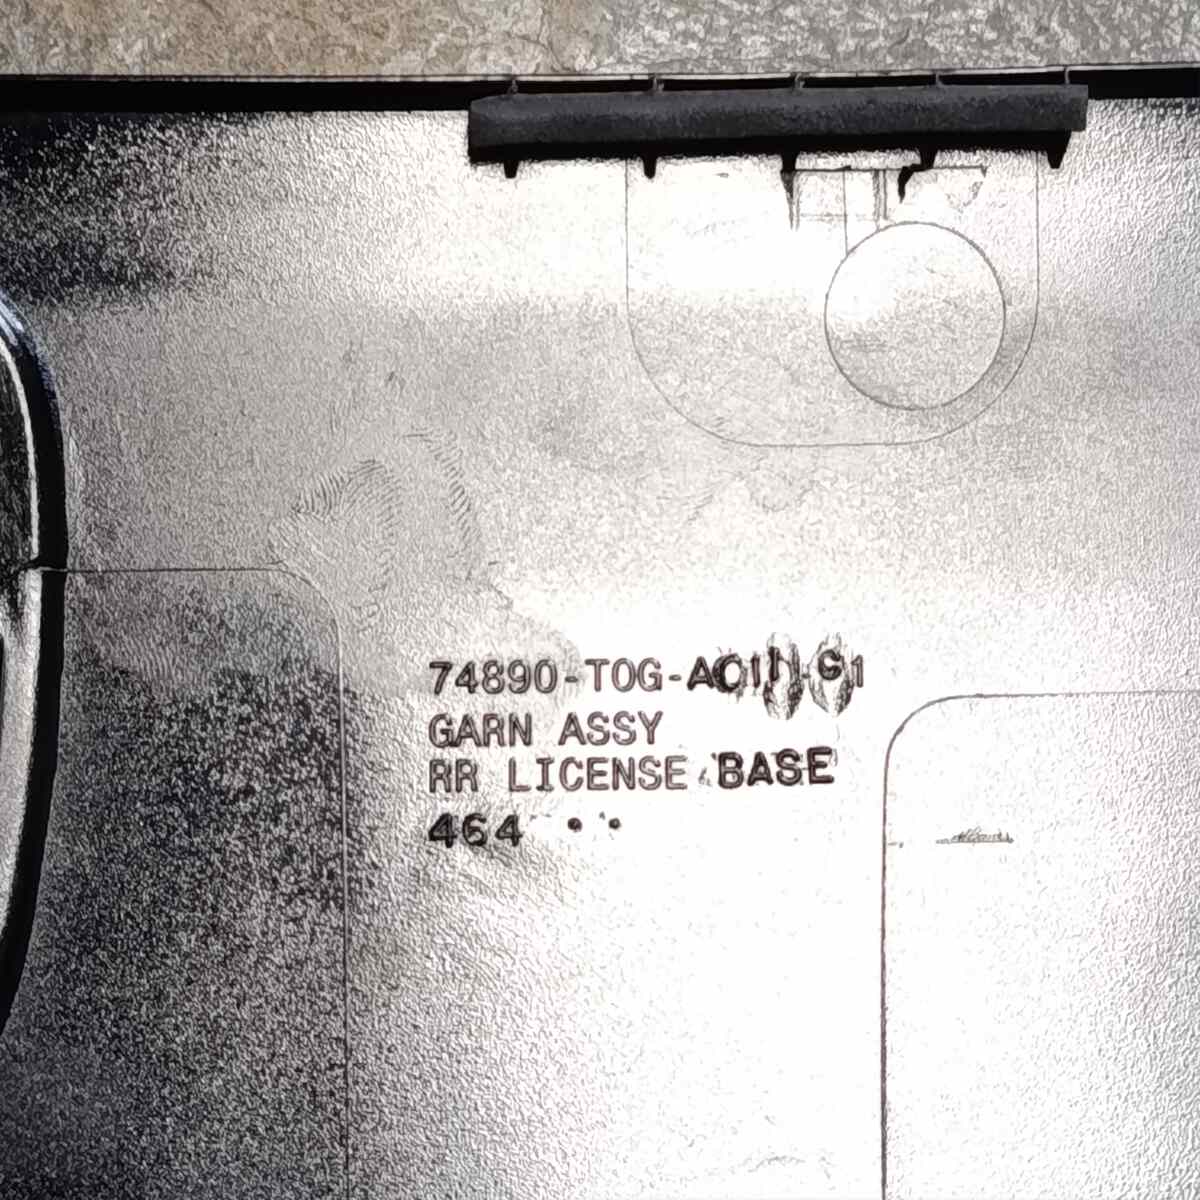 74890-TOG-A
GARN ASSY
RR LICENSE BASE
464